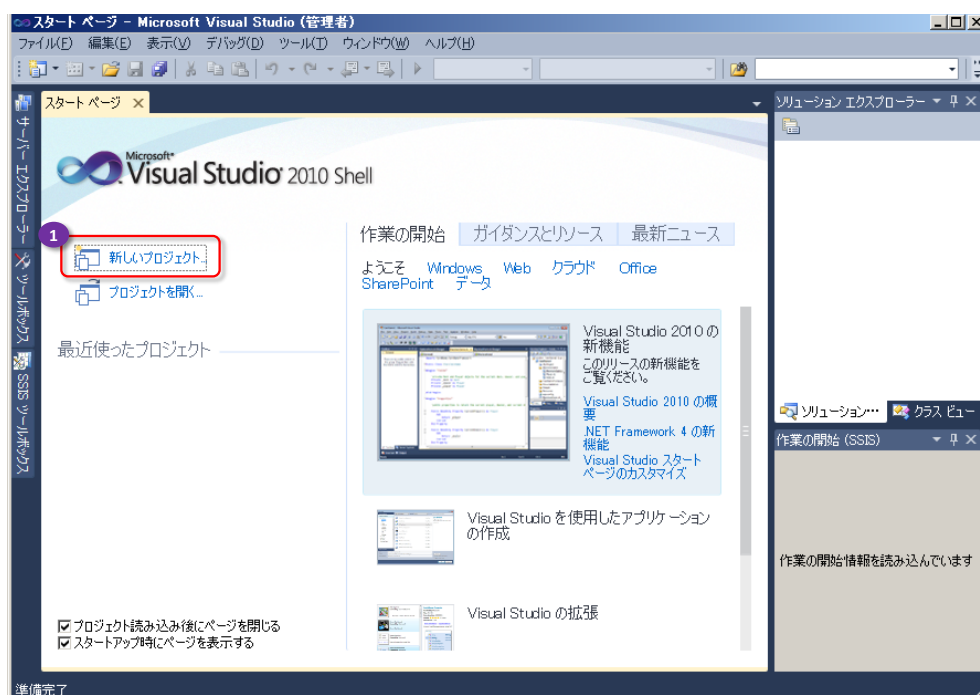 スタート ページ - Microsoft Visual Studio (管理者)
ファイル(F) 編集(E) 表示(V) デバッグ(D) ツール(T) ウィンドウ(W) ヘルプ(H)
サーバー エクスプローラー
ツールボックス
SSIS ツールボックス
スタート ページ
Microsoft
Visual Studio 2010 Shell
1
新しいプロジェクト...
プロジェクトを開く...
最近使ったプロジェクト
プロジェクト読み込み後にページを閉じる
スタートアップ時にページを表示する
作業の開始 ガイダンスとリソース 最新ニュース
ようこそ Windows Web クラウド Office
SharePoint データ
Visual Studio 2010 の
新機能
このリリースの新機能を
ご覧ください。
Visual Studio 2010 の概
要
.NET Framework 4 の新
機能
Visual Studio スタート
ページのカスタマイズ
Visual Studio を使用したアプリケーション
の作成
Visual Studio の拡張
ソリューション エクスプローラー
ソリューション… クラス ビュー
作業の開始 (SSIS)
作業の開始情報を読み込んでいます
準備完了